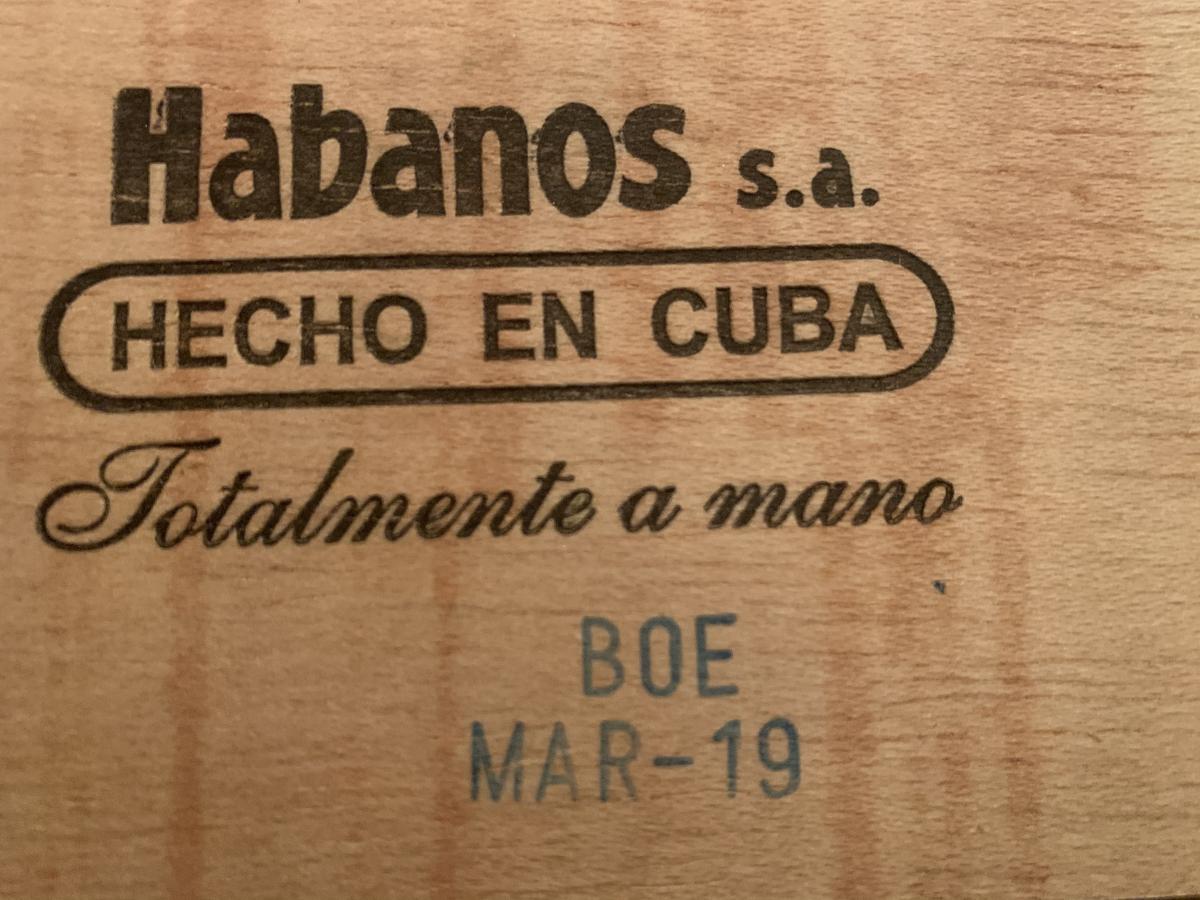 Habanos s.a.
HECHO EN CUBA
Totalmente a mano
BOE
MAR-19